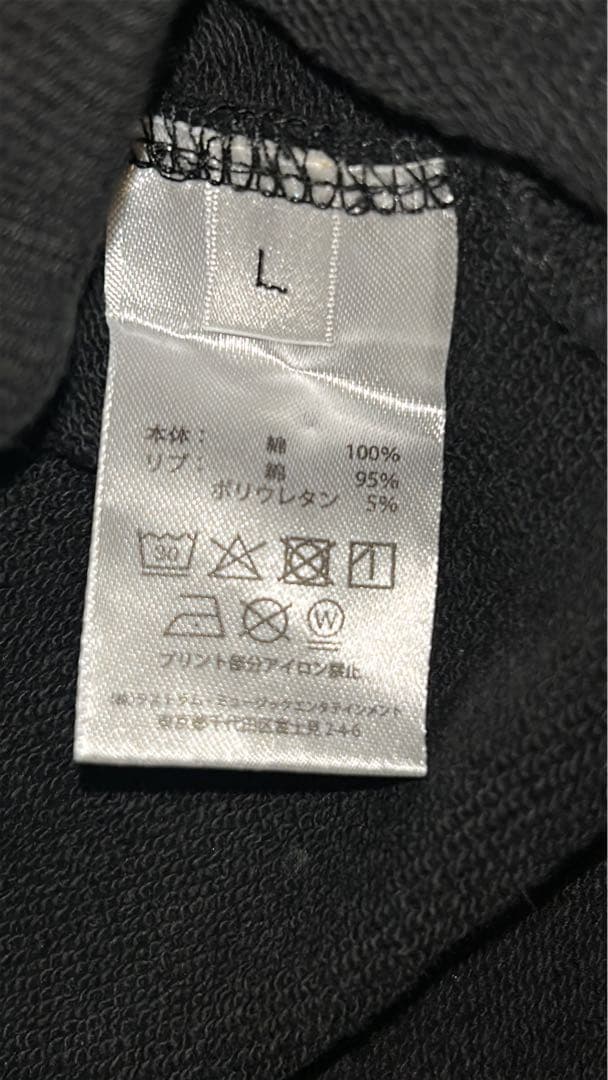 L
本体： 綿 100%
リブ： 綿 95%
ポリウレタン 5%
30
W
プリント部分アイロン禁止
(株)ラストラム・ミュージックエンタテインメント
東京都千代田区富士見2-4-6